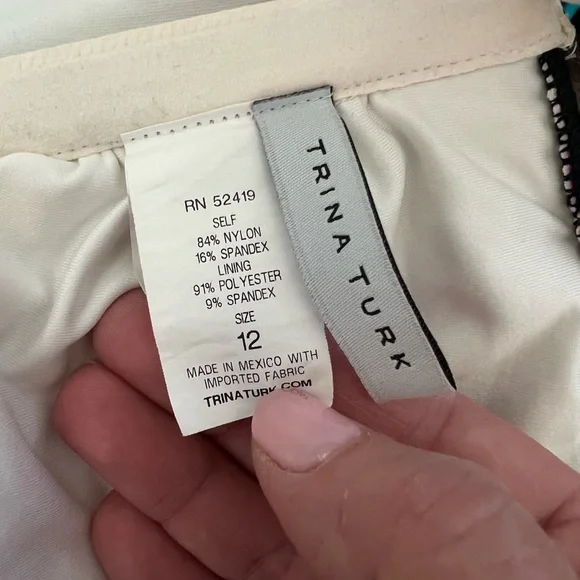 RN 52419
SELF
84% NYLON
16% SPANDEX
LINING
91% POLYESTER
9% SPANDEX
SIZE
12
MADE IN MEXICO WITH
IMPORTED FABRIC
TRINATURK.COM
TRINA TURK